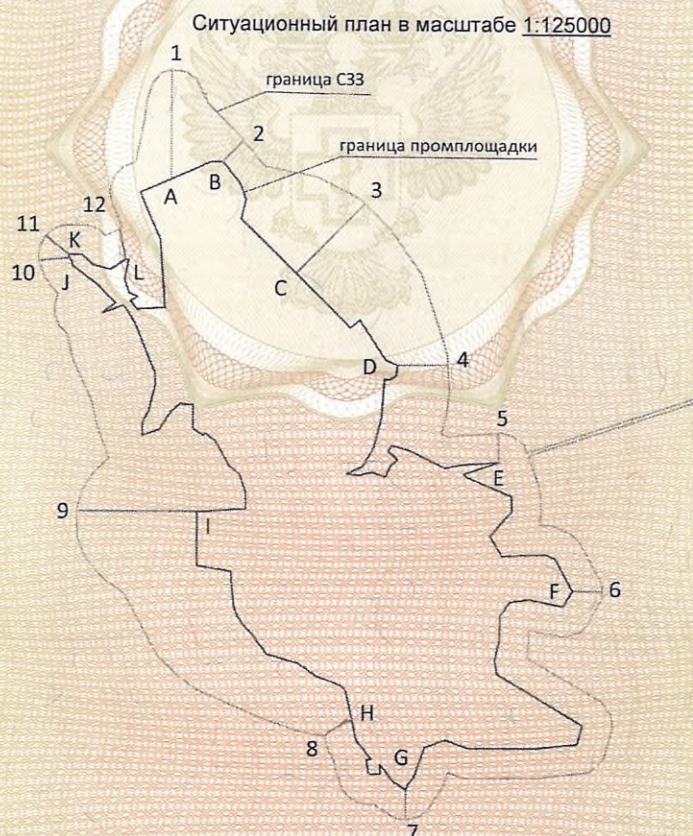 Ситуационный план в масштабе 1:125000
1
граница СЗЗ
2
граница промплощадки
B
A
3
12
11
K
10
J
L
C
D
4
5
E
9
I
F
6
H
8
G
7